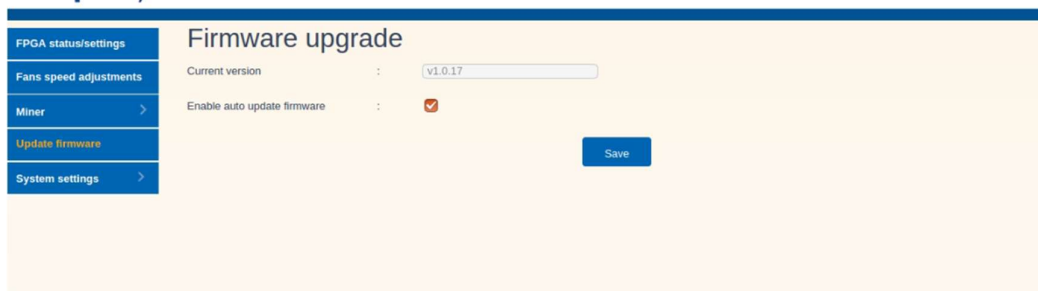 FPGA status/settings
Fans speed adjustments
Miner
Update firmware
System settings
Firmware upgrade
Current version : v1.0.17
Enable auto update firmware :
Save